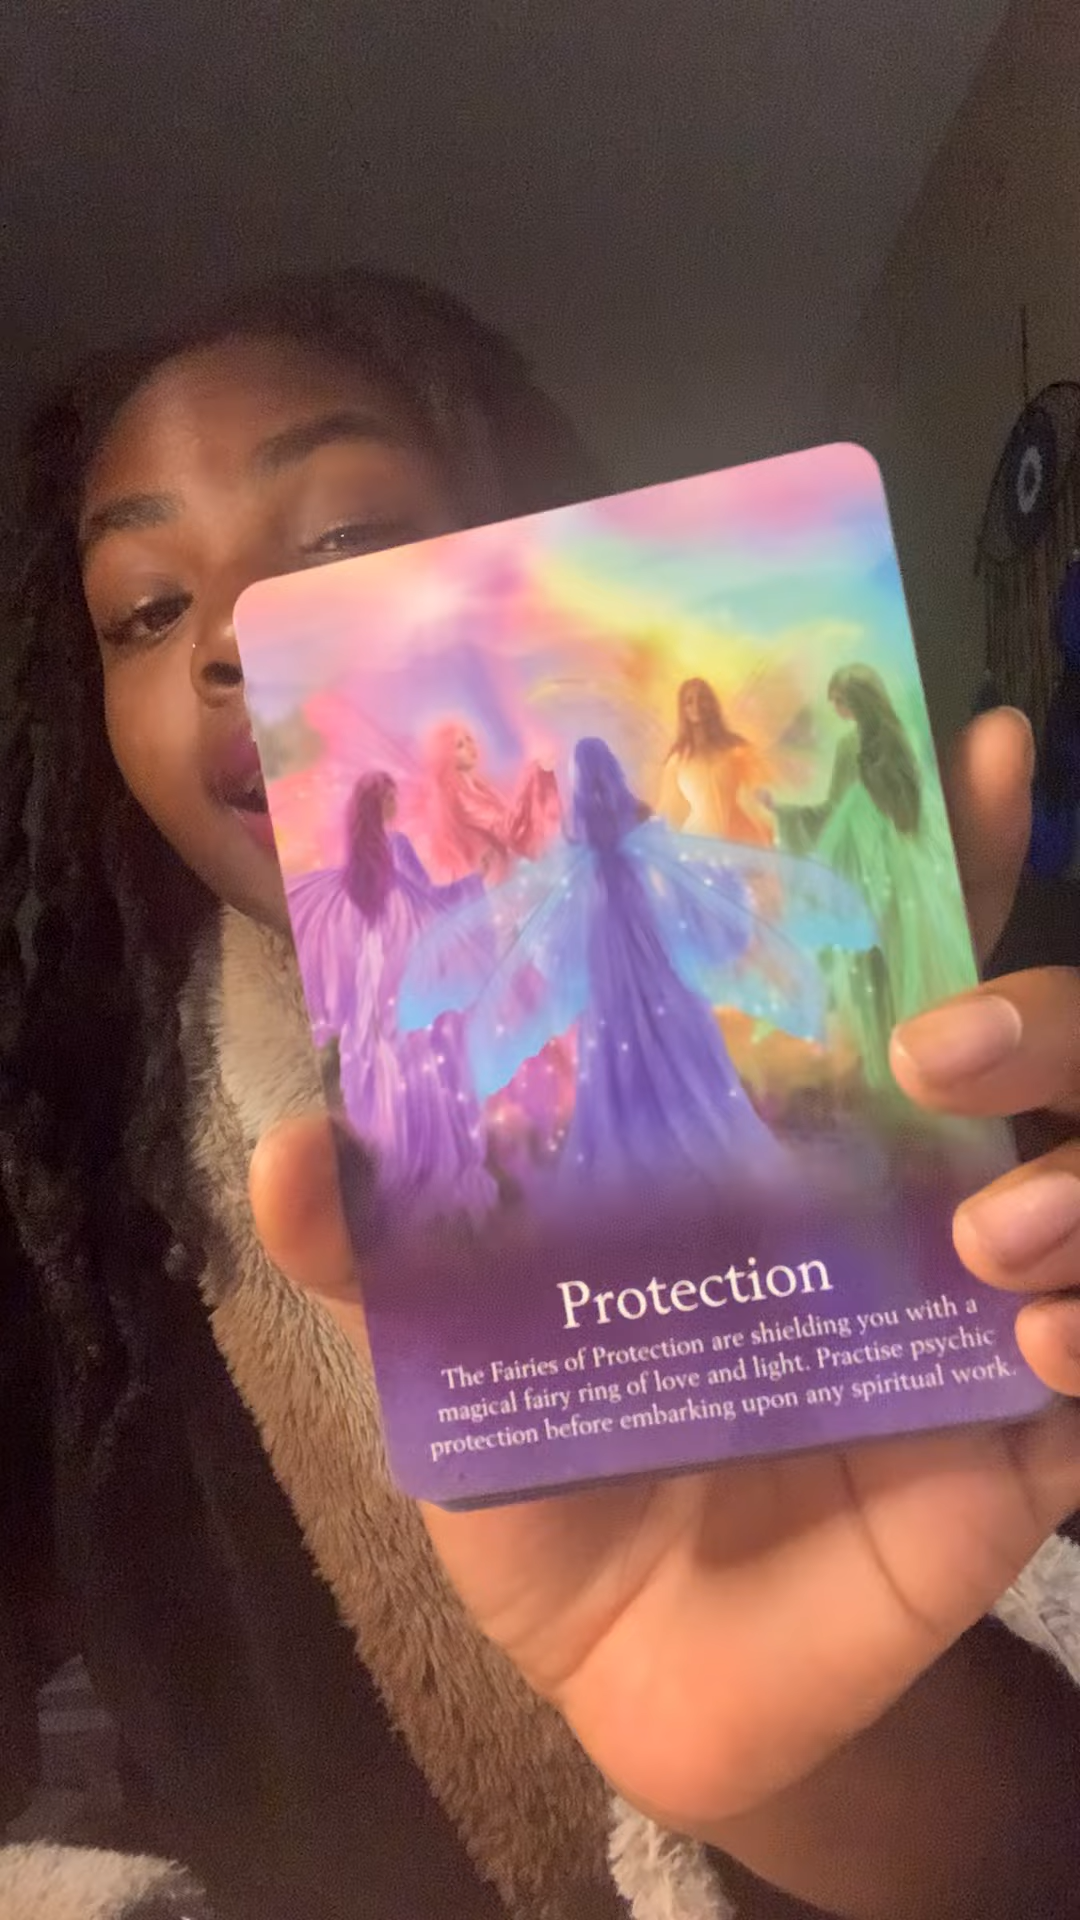 Protection
The Fairies of Protection are shielding you with a
magical fairy ring of love and light. Practise psychic
protection before embarking upon any spiritual work.